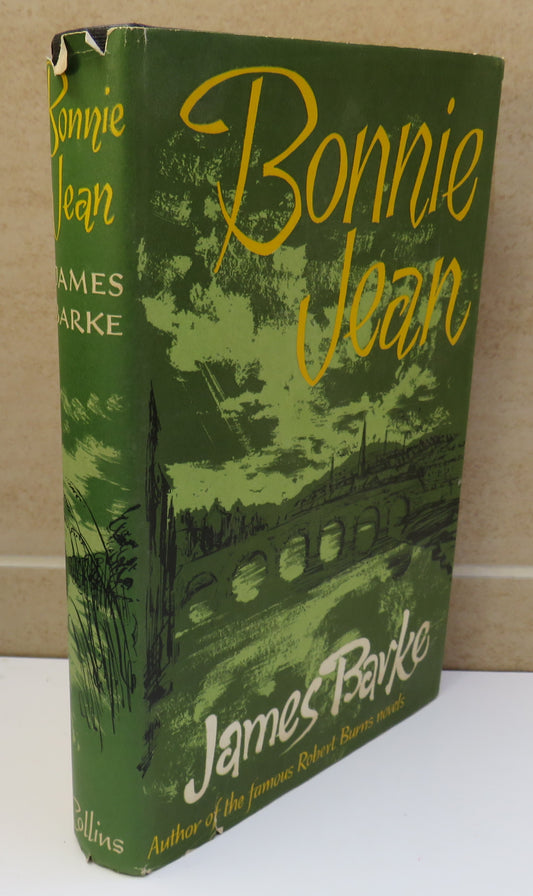 Bonnie
Jean
JAMES
BARKE
Collins
Bonnie
Jean
James Barke
Author of the famous Robert Burns novels